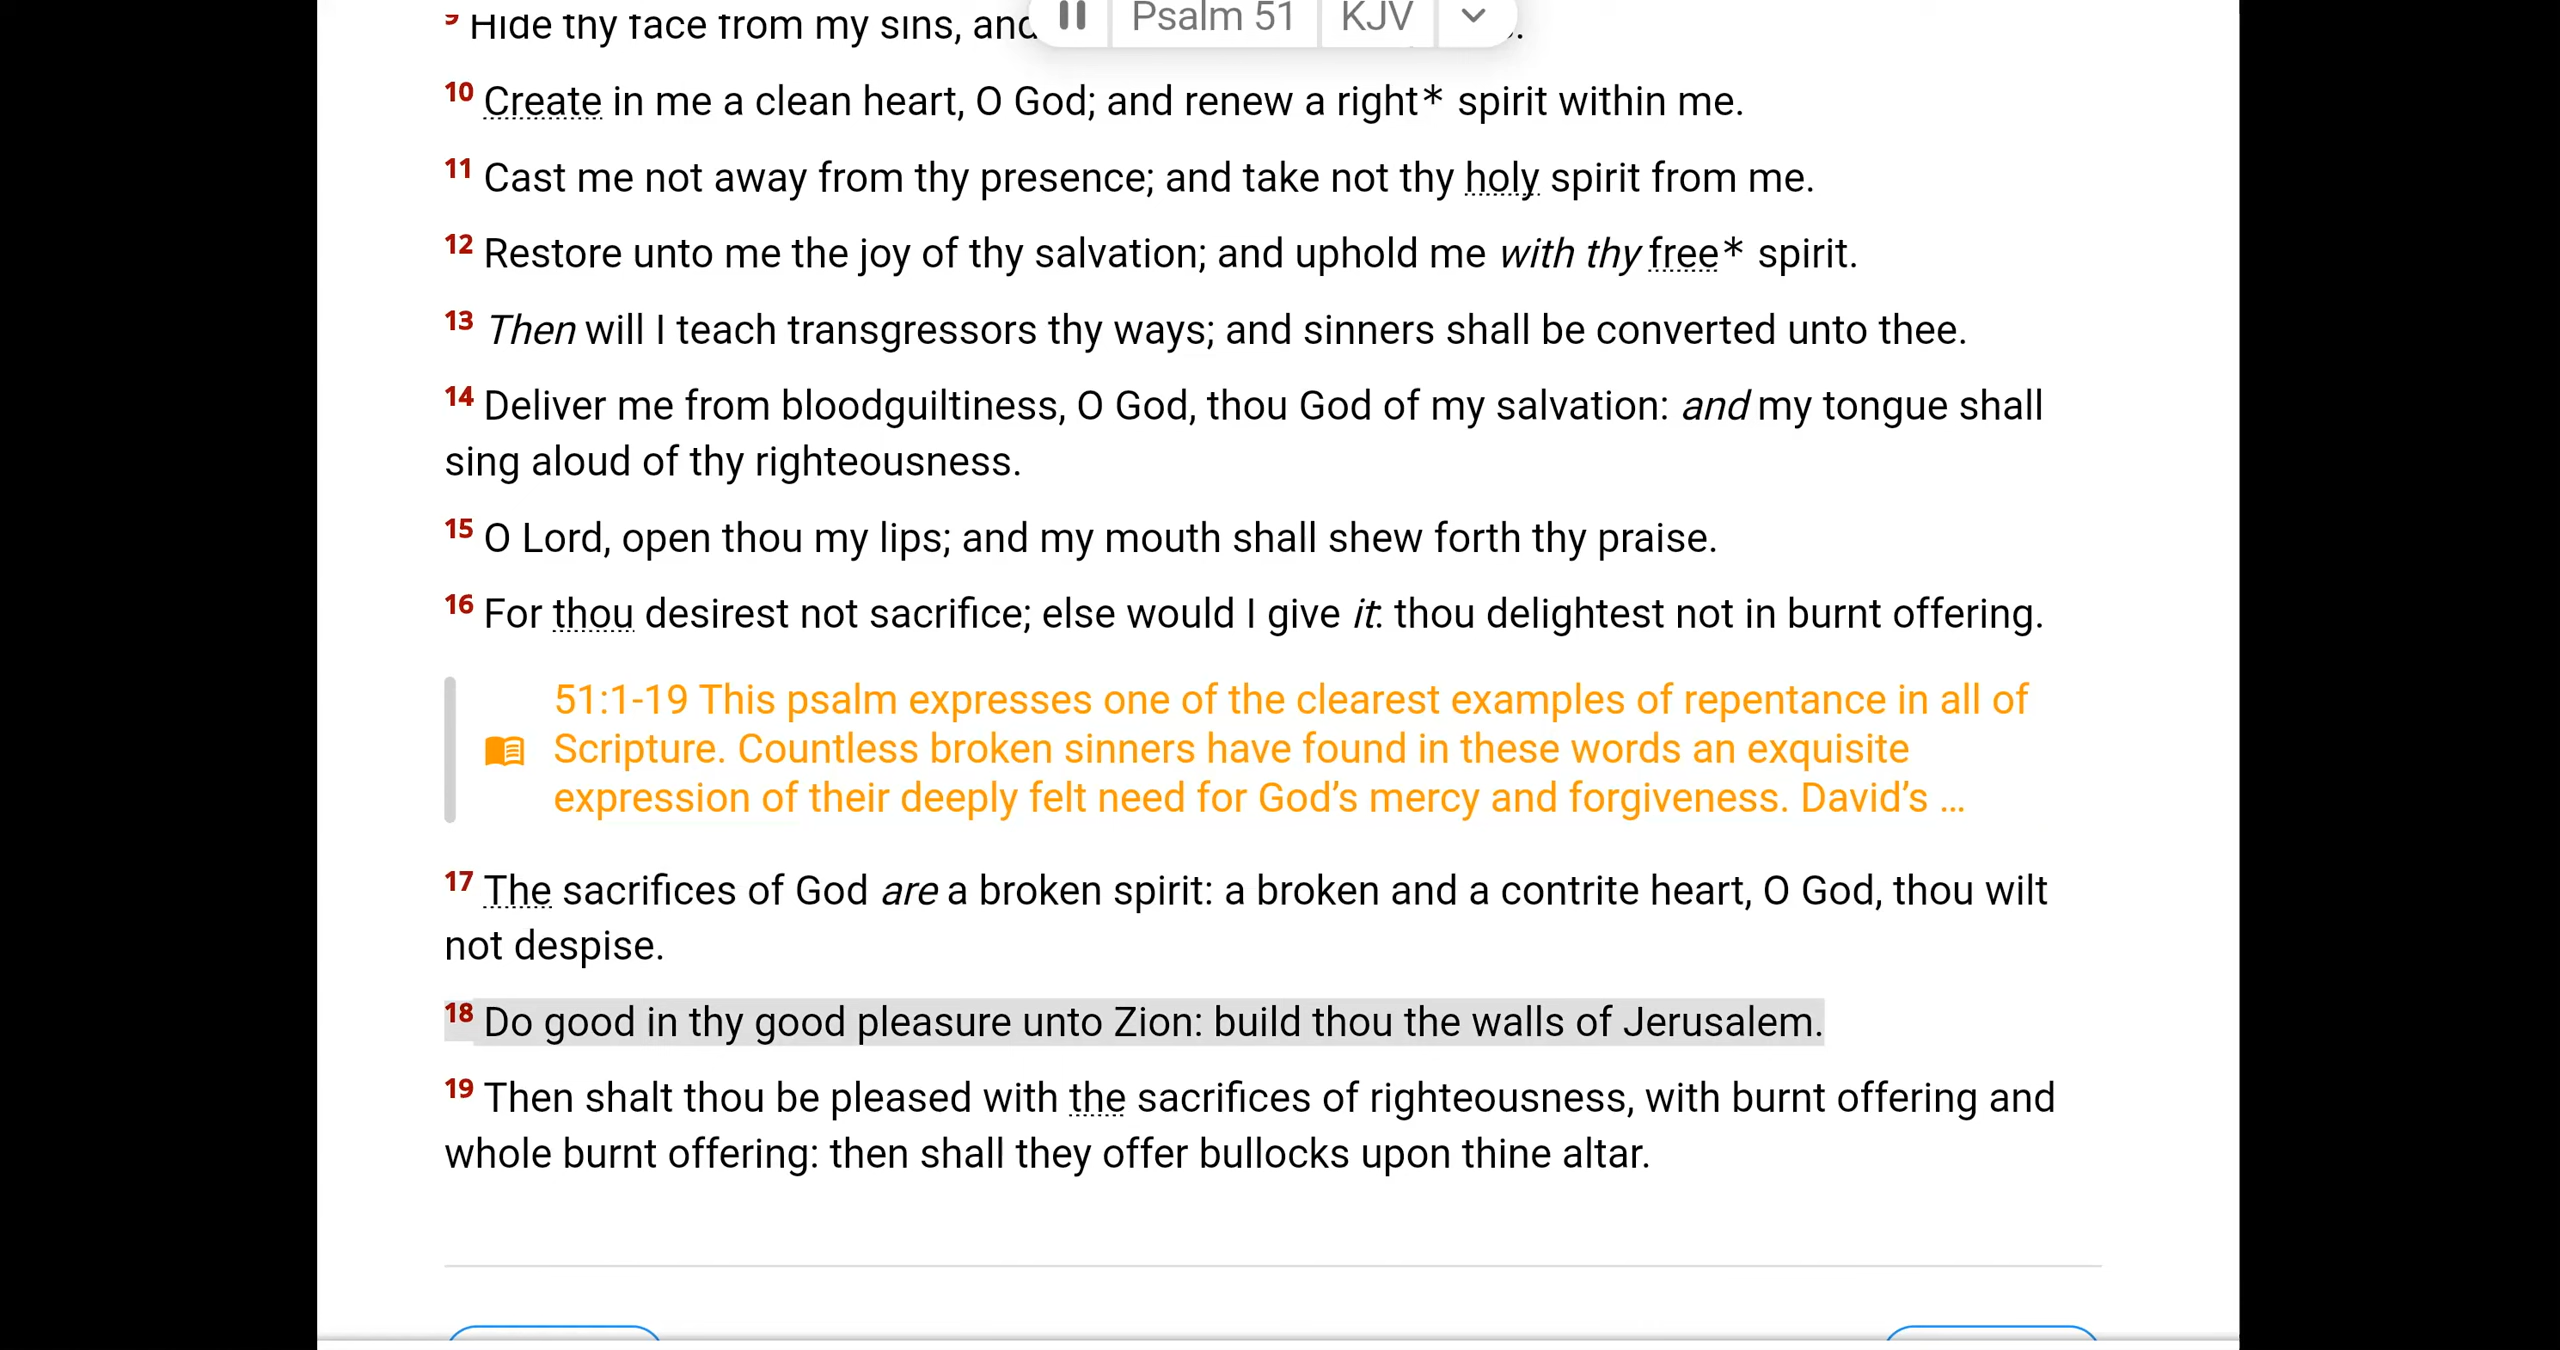 Psalm 51 KJV
9 Hide thy face from my sins, and
10 Create in me a clean heart, O God; and renew a right* spirit within me.
11 Cast me not away from thy presence; and take not thy holy spirit from me.
12 Restore unto me the joy of thy salvation; and uphold me with thy free* spirit.
13 Then will I teach transgressors thy ways; and sinners shall be converted unto thee.
14 Deliver me from bloodguiltiness, O God, thou God of my salvation: and my tongue shall
sing aloud of thy righteousness.
15 O Lord, open thou my lips; and my mouth shall shew forth thy praise.
16 For thou desirest not sacrifice; else would I give it: thou delightest not in burnt offering.
51:1-19 This psalm expresses one of the clearest examples of repentance in all of
Scripture. Countless broken sinners have found in these words an exquisite
expression of their deeply felt need for God’s mercy and forgiveness. David’s ...
17 The sacrifices of God are a broken spirit: a broken and a contrite heart, O God, thou wilt
not despise.
18 Do good in thy good pleasure unto Zion: build thou the walls of Jerusalem.
19 Then shalt thou be pleased with the sacrifices of righteousness, with burnt offering and
whole burnt offering: then shall they offer bullocks upon thine altar.